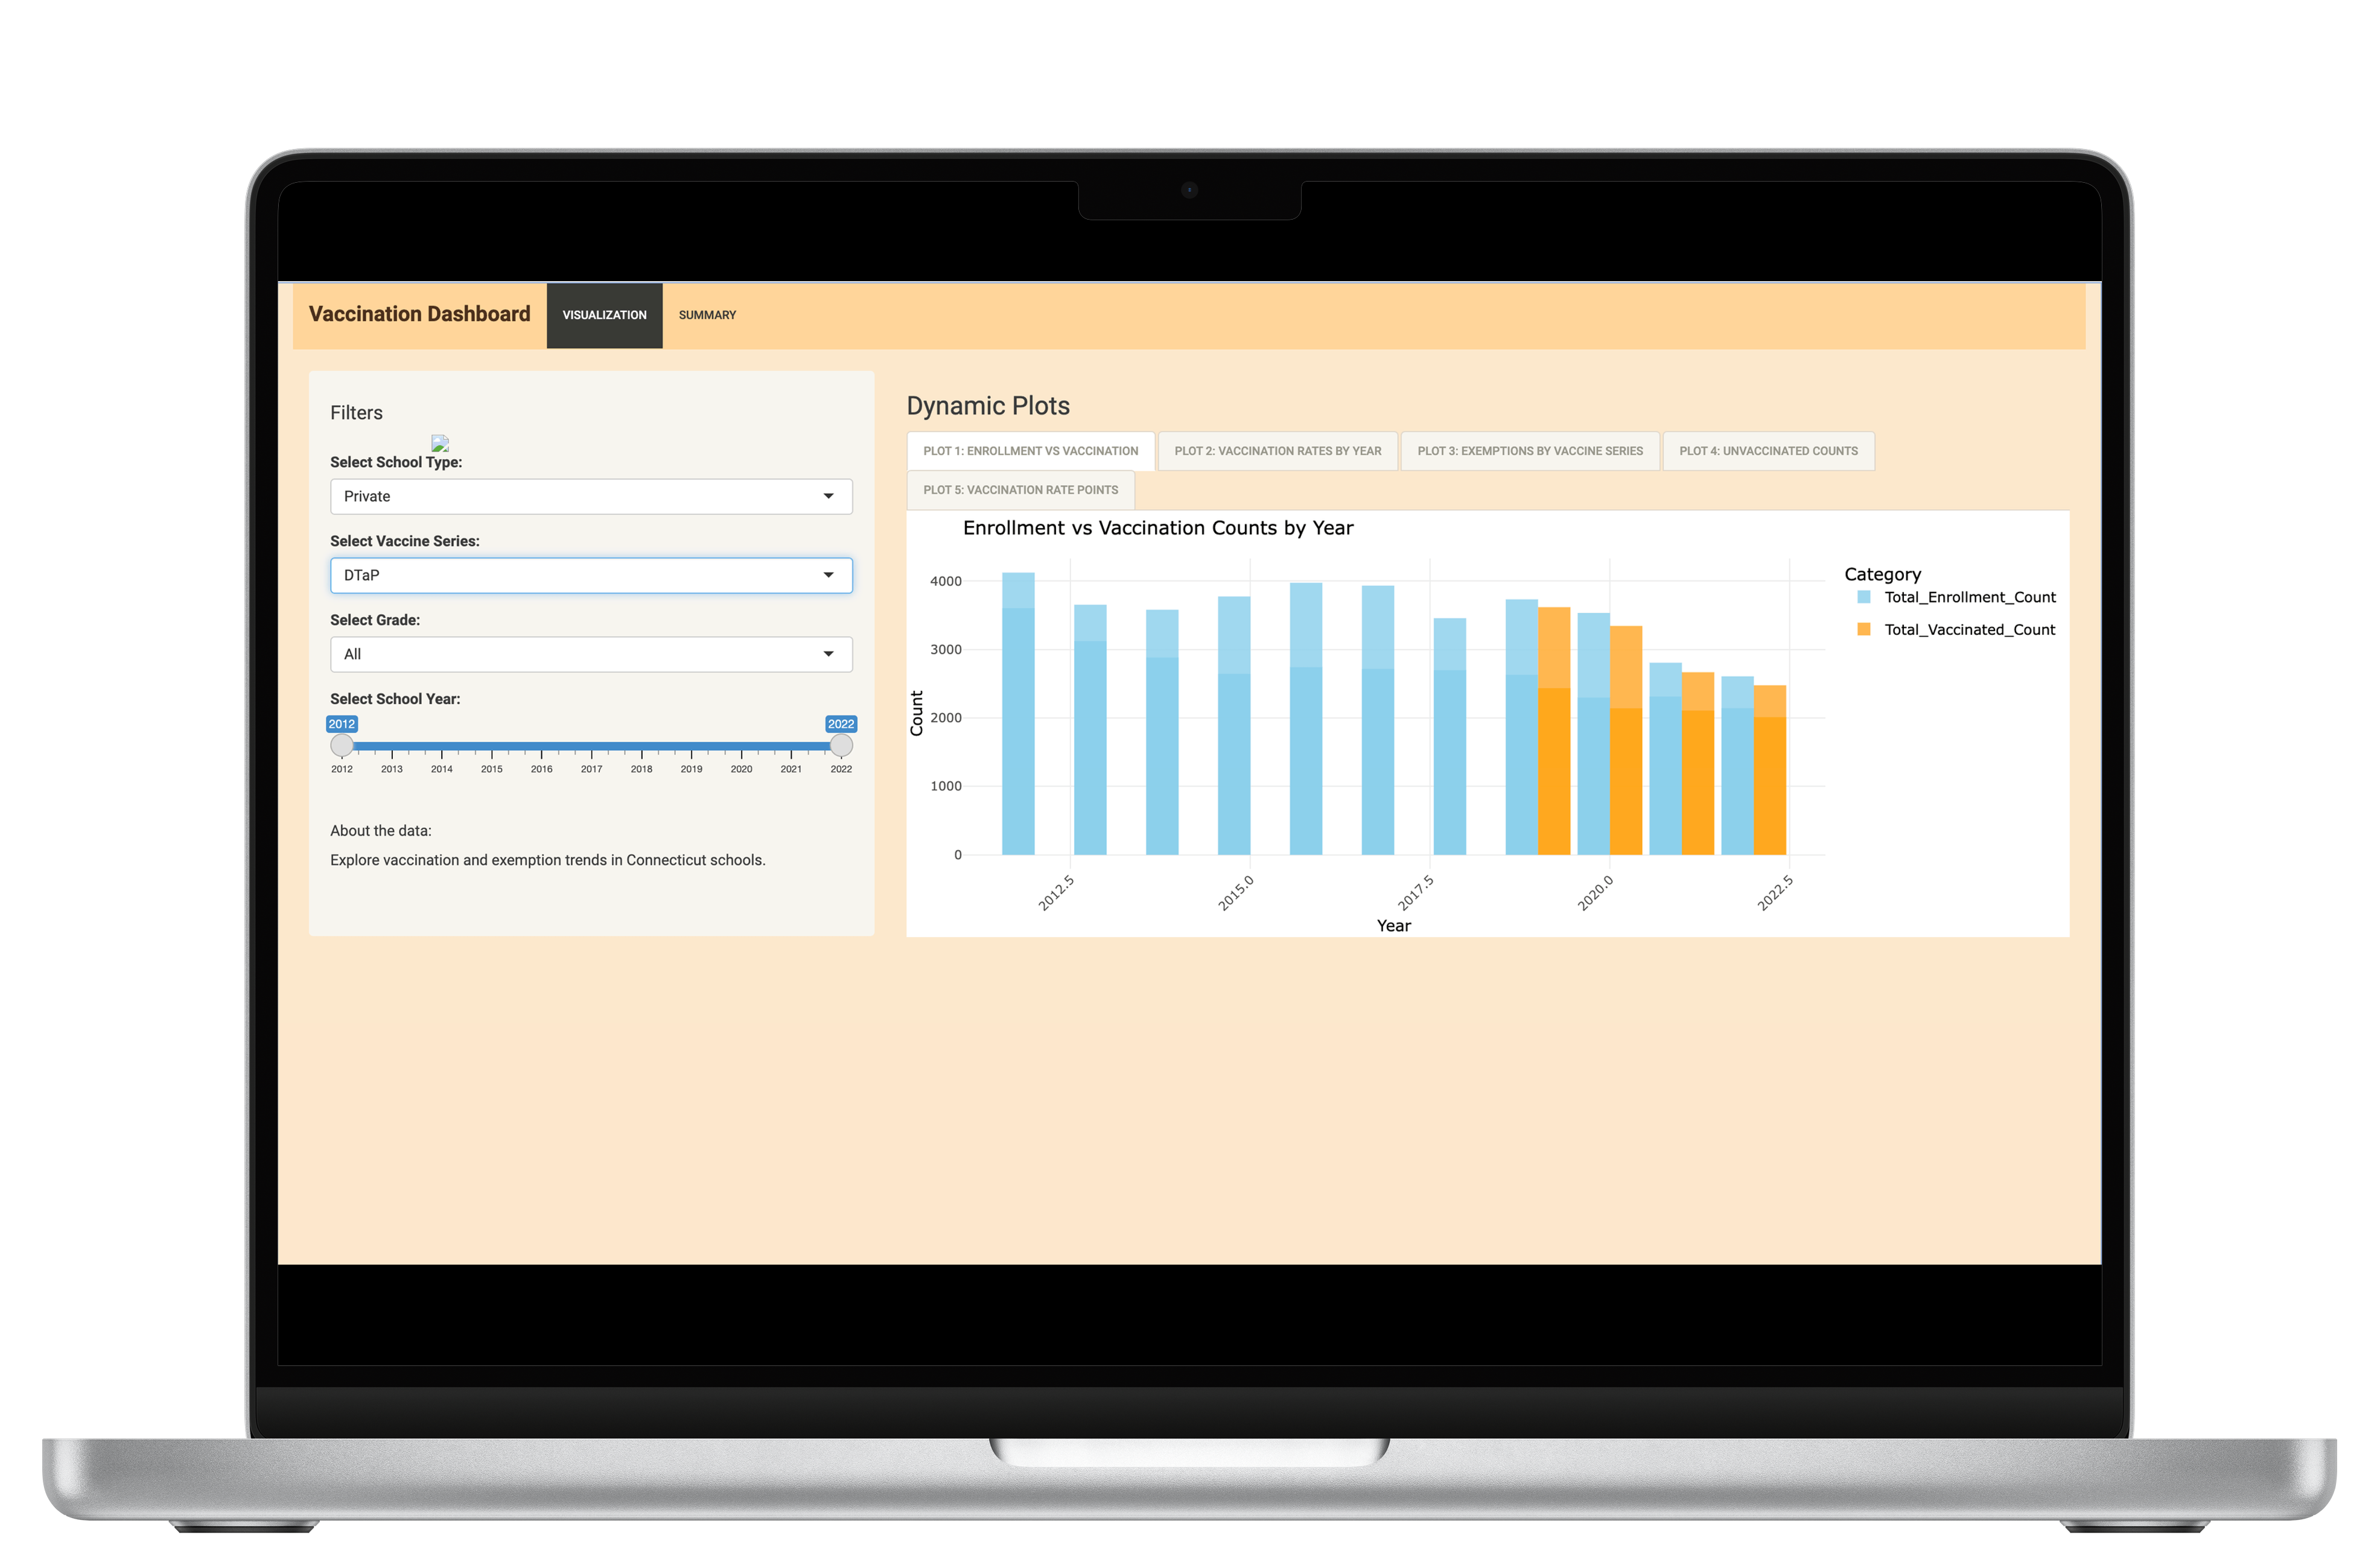 Vaccination Dashboard
VISUALIZATION
SUMMARY
Filters
Select School Type:
Private
Select Vaccine Series:
DTaP
Select Grade:
All
Select School Year:
2012 2022
2012 2013 2014 2015 2016 2017 2018 2019 2020 2021 2022
About the data:
Explore vaccination and exemption trends in Connecticut schools.
Dynamic Plots
PLOT 1: ENROLLMENT VS VACCINATION
PLOT 2: VACCINATION RATES BY YEAR
PLOT 3: EXEMPTIONS BY VACCINE SERIES
PLOT 4: UNVACCINATED COUNTS
PLOT 5: VACCINATION RATE POINTS
Enrollment vs Vaccination Counts by Year
Count
4000
3000
2000
1000
0
2012.5 2015.0 2017.5 2020.0 2022.5
Year
Category
Total_Enrollment_Count
Total_Vaccinated_Count